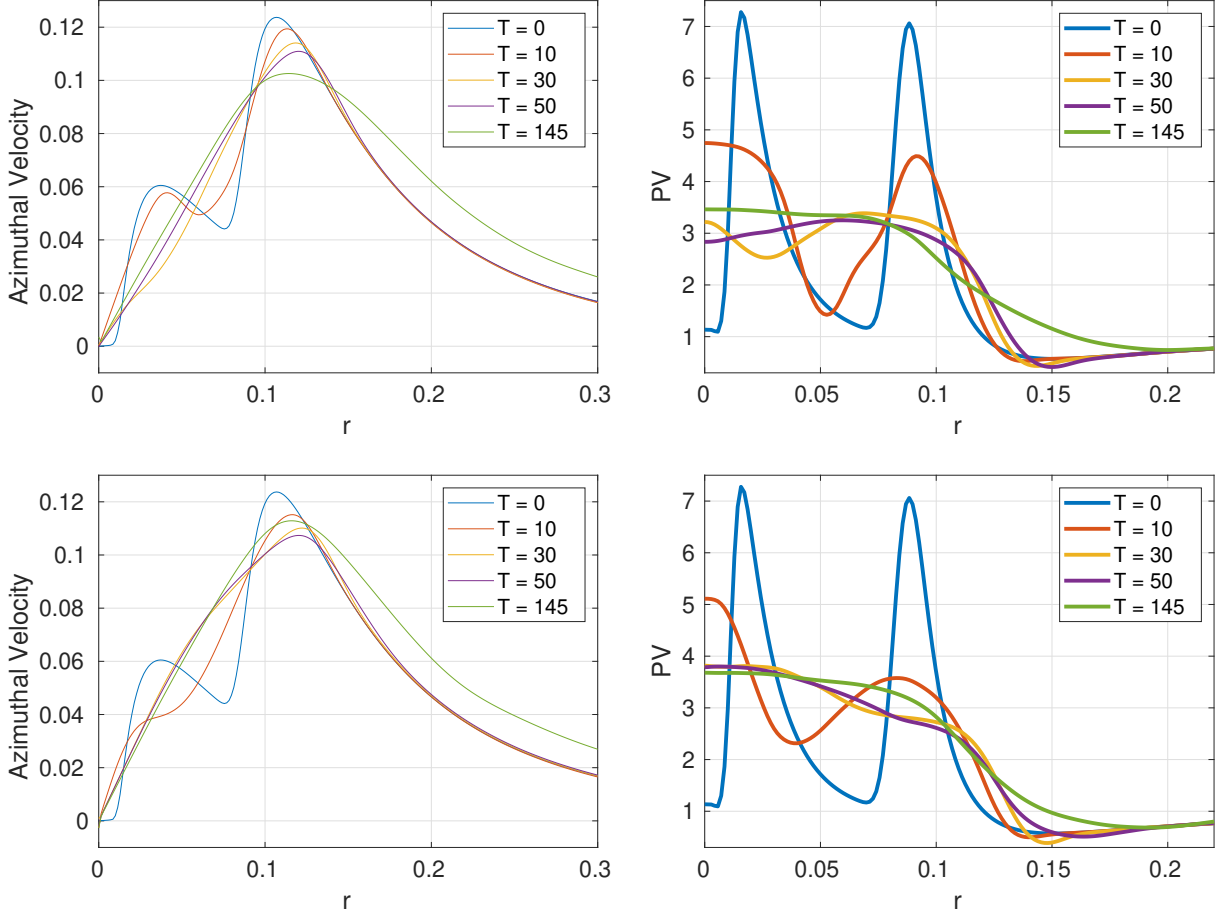 0.12
0.1
0.08
0.06
0.04
0.02
0
Azimuthal Velocity
0 0.1 0.2 0.3
r
T = 0
T = 10
T = 30
T = 50
T = 145
7
6
5
4
3
2
1
PV
0 0.05 0.1 0.15 0.2
r
T = 0
T = 10
T = 30
T = 50
T = 145
0.12
0.1
0.08
0.06
0.04
0.02
0
Azimuthal Velocity
0 0.1 0.2 0.3
r
T = 0
T = 10
T = 30
T = 50
T = 145
7
6
5
4
3
2
1
PV
0 0.05 0.1 0.15 0.2
r
T = 0
T = 10
T = 30
T = 50
T = 145